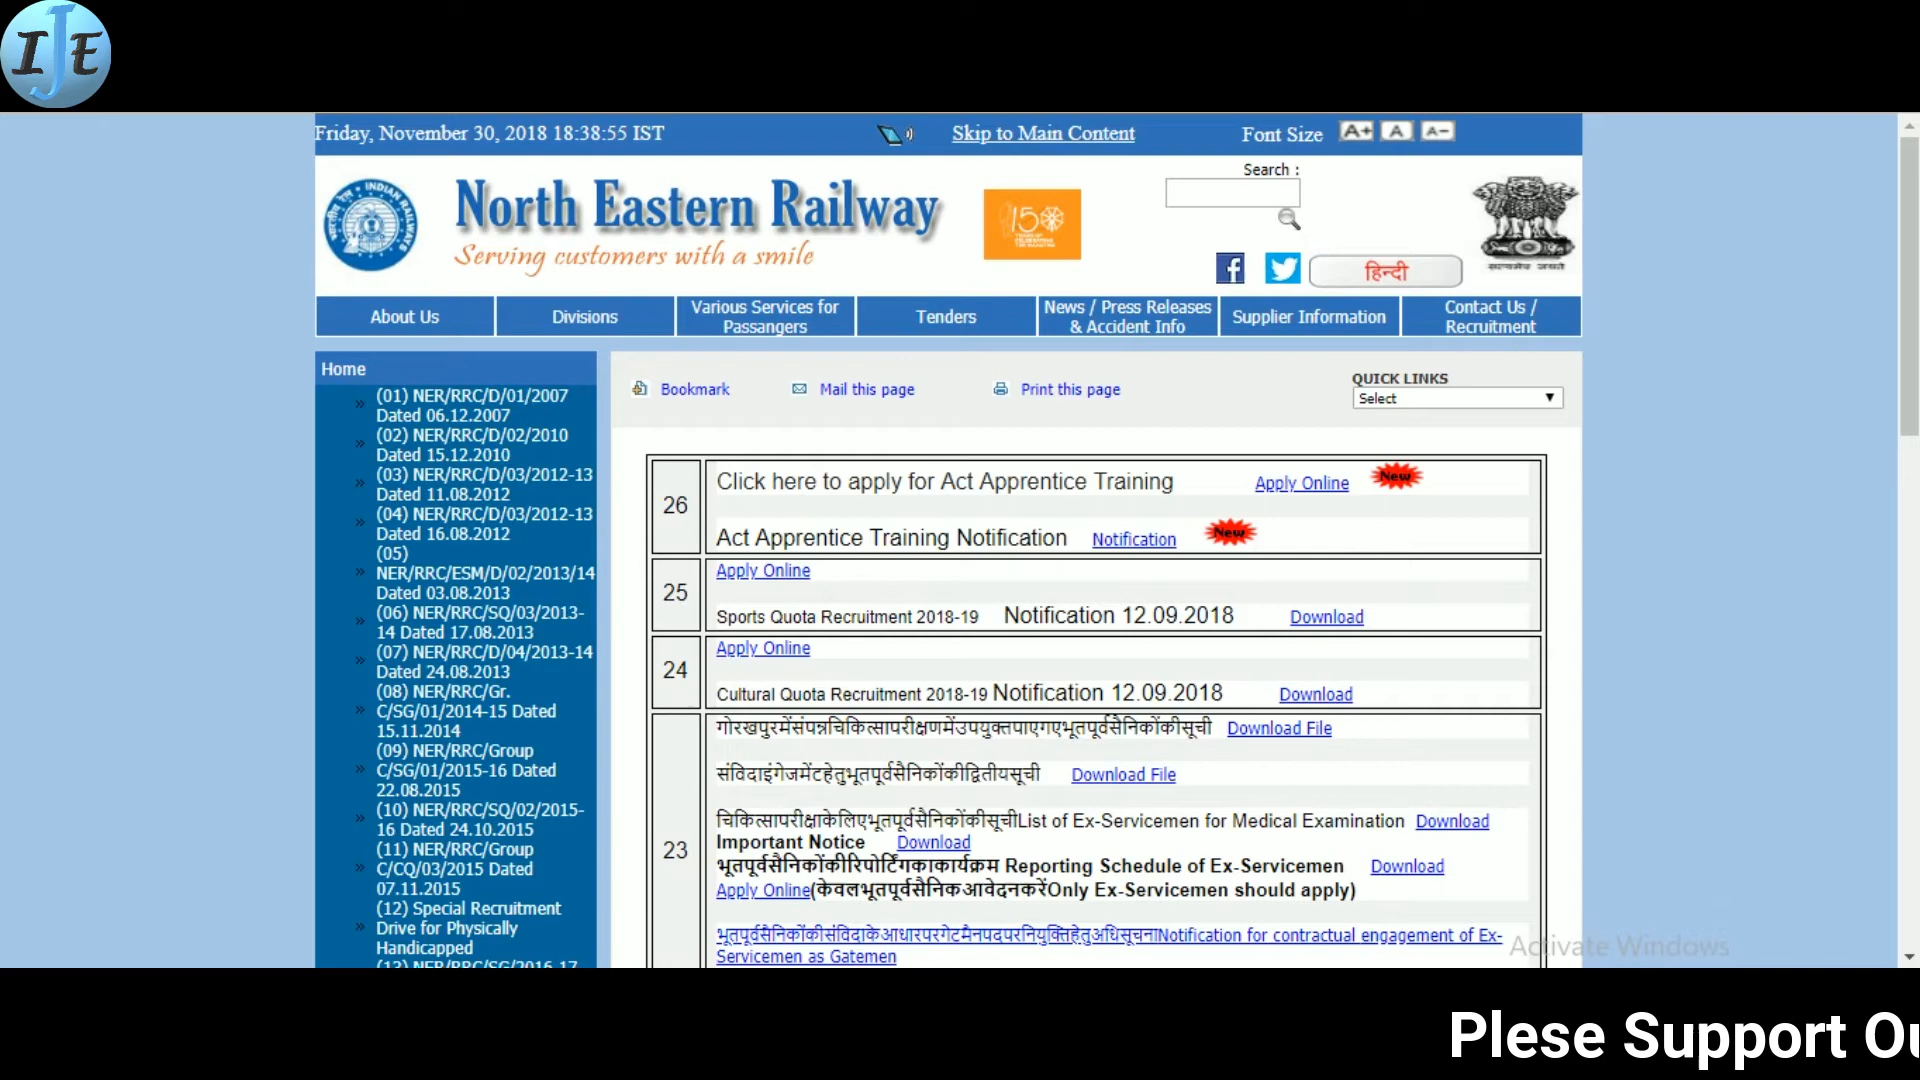 IJE
Friday, November 30, 2018 18:38:55 IST
Skip to Main Content
Font Size
A+ A A-
North Eastern Railway
Serving customers with a smile
150
Search :
हिन्दी
सत्यमेव जयते
About Us
Divisions
Various Services for Passangers
Tenders
News / Press Releases & Accident Info
Supplier Information
Contact Us / Recruitment
Home
(01) NER/RRC/D/01/2007
Dated 06.12.2007
(02) NER/RRC/D/02/2010
Dated 15.12.2010
(03) NER/RRC/D/03/2012-13
Dated 11.08.2012
(04) NER/RRC/D/03/2012-13
Dated 16.08.2012
(05)
NER/RRC/ESM/D/02/2013/14
Dated 03.08.2013
(06) NER/RRC/SQ/03/2013-
14 Dated 17.08.2013
(07) NER/RRC/D/04/2013-14
Dated 24.08.2013
(08) NER/RRC/Gr.
C/SG/01/2014-15 Dated
15.11.2014
(09) NER/RRC/Group
C/SG/01/2015-16 Dated
22.08.2015
(10) NER/RRC/SQ/02/2015-
16 Dated 24.10.2015
(11) NER/RRC/Group
C/CQ/03/2015 Dated
07.11.2015
(12) Special Recruitment
Drive for Physically
Handicapped
(13) NER/RRC/SG/2016-17
Bookmark
Mail this page
Print this page
QUICK LINKS
Select
26
Click here to apply for Act Apprentice Training Apply Online New
Act Apprentice Training Notification Notification New
25
Apply Online
Sports Quota Recruitment 2018-19 Notification 12.09.2018 Download
24
Apply Online
Cultural Quota Recruitment 2018-19 Notification 12.09.2018 Download
23
गोरखपुरमेंसंपन्नचिकित्सापरीक्षणमेंउपयुक्तपाएगएभूतपूर्वसैनिकोंकीसूची Download File
संविदाइंगेजमेंटहेतुभूतपूर्वसैनिकोंकीद्वितीयसूची Download File
चिकित्सापरीक्षाकेलिएभूतपूर्वसैनिकोंकीसूचीList of Ex-Servicemen for Medical Examination Download
Important Notice Download
भूतपूर्वसैनिकोंकीरिपोर्टिंगकाकार्यक्रम Reporting Schedule of Ex-Servicemen Download
Apply Online(केवलभूतपूर्वसैनिकआवेदनकरेंOnly Ex-Servicemen should apply)
भूतपूर्वसैनिकोंकीसंविदाकेआधारपरगेटमैनपदपरनियुक्तिहेतुअधिसूचनाNotification for contractual engagement of Ex-
Servicemen as Gatemen
Activate Windows
Plese Support Ou